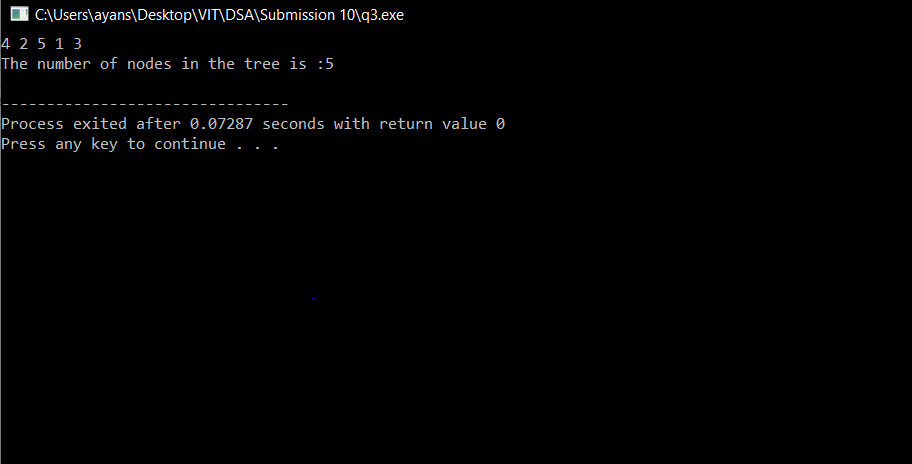 C:\Users\ayans\Desktop\VIT\DSA\Submission 10\q3.exe
4 2 5 1 3
The number of nodes in the tree is :5
--------------------------------
Process exited after 0.07287 seconds with return value 0
Press any key to continue . . .